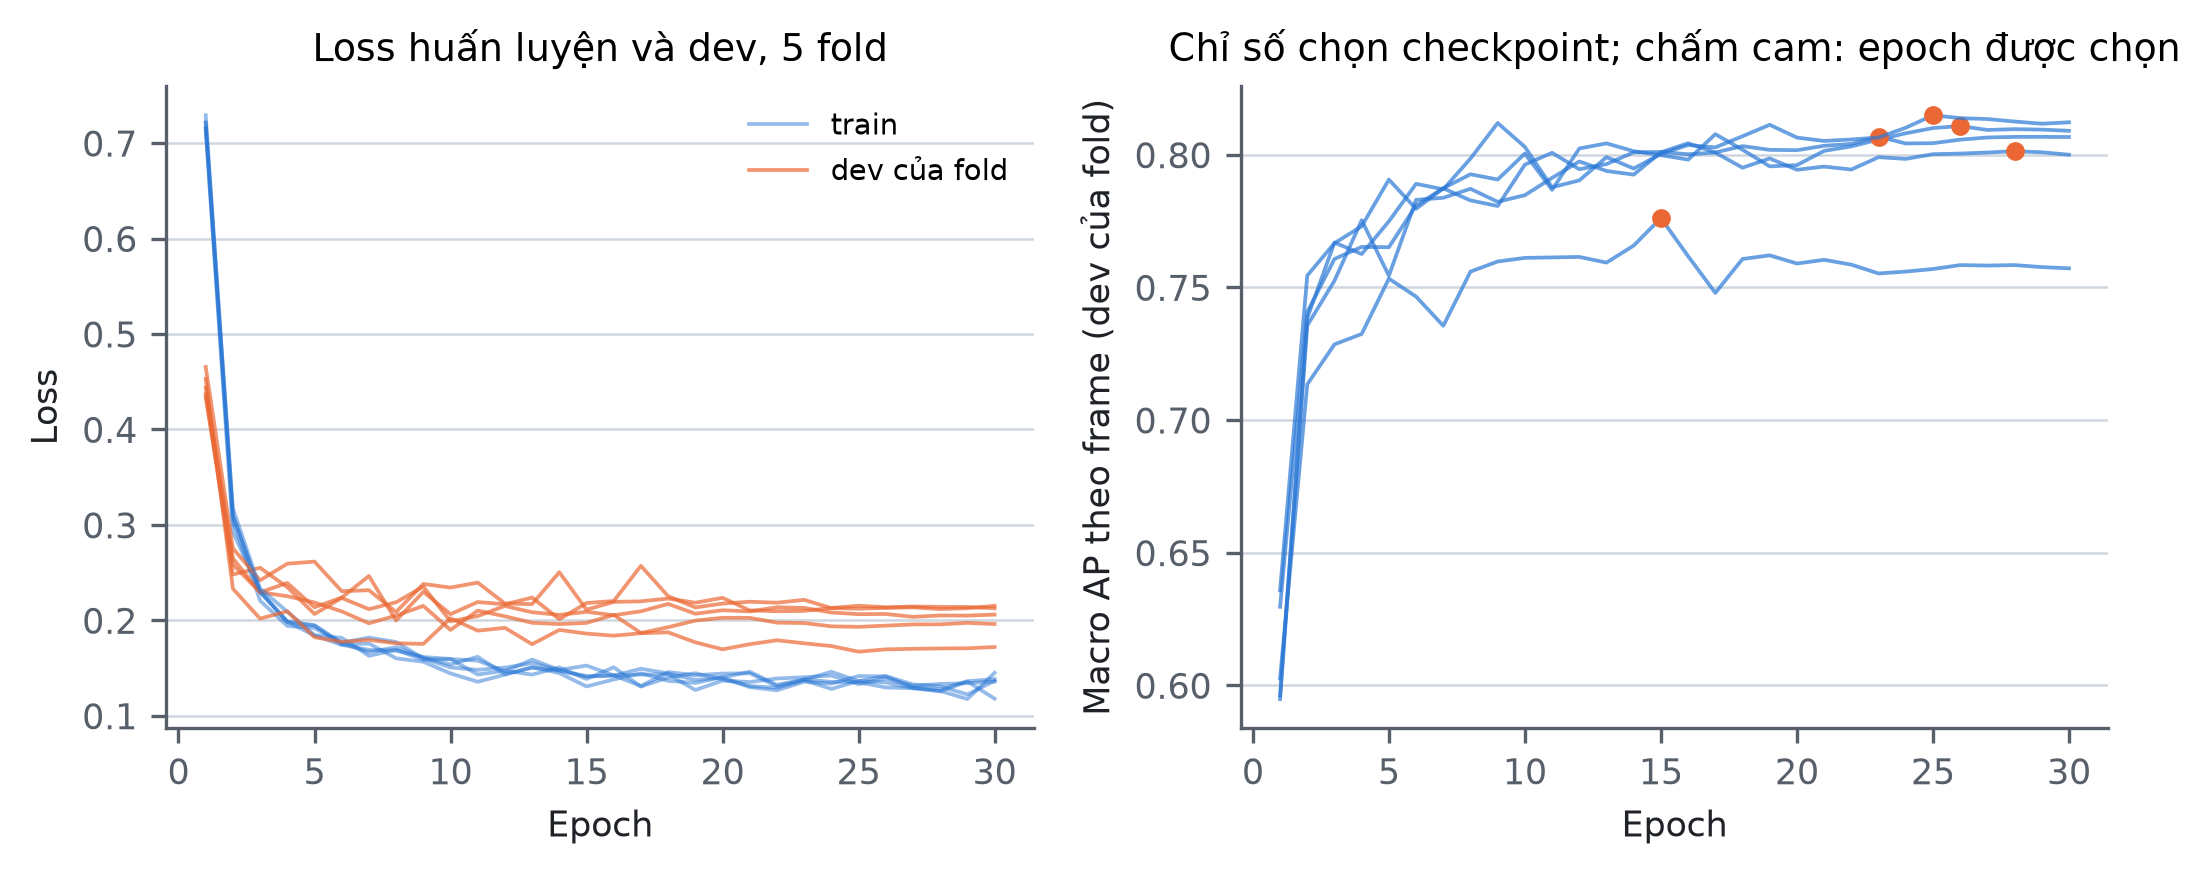 Loss huấn luyện và dev, 5 fold
train
dev của fold
Loss
0.7
0.6
0.5
0.4
0.3
0.2
0.1
0 5 10 15 20 25 30
Epoch
Chỉ số chọn checkpoint; chấm cam: epoch được chọn
Macro AP theo frame (dev của fold)
0.80
0.75
0.70
0.65
0.60
0 5 10 15 20 25 30
Epoch